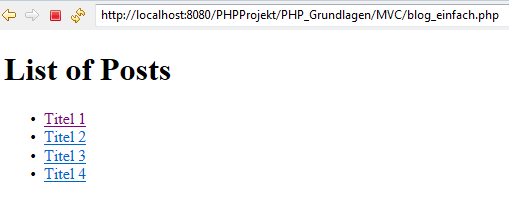 http://localhost:8080/PHPProjekt/PHP_Grundlagen/MVC/blog_einfach.php
List of Posts
• Titel 1
• Titel 2
• Titel 3
• Titel 4